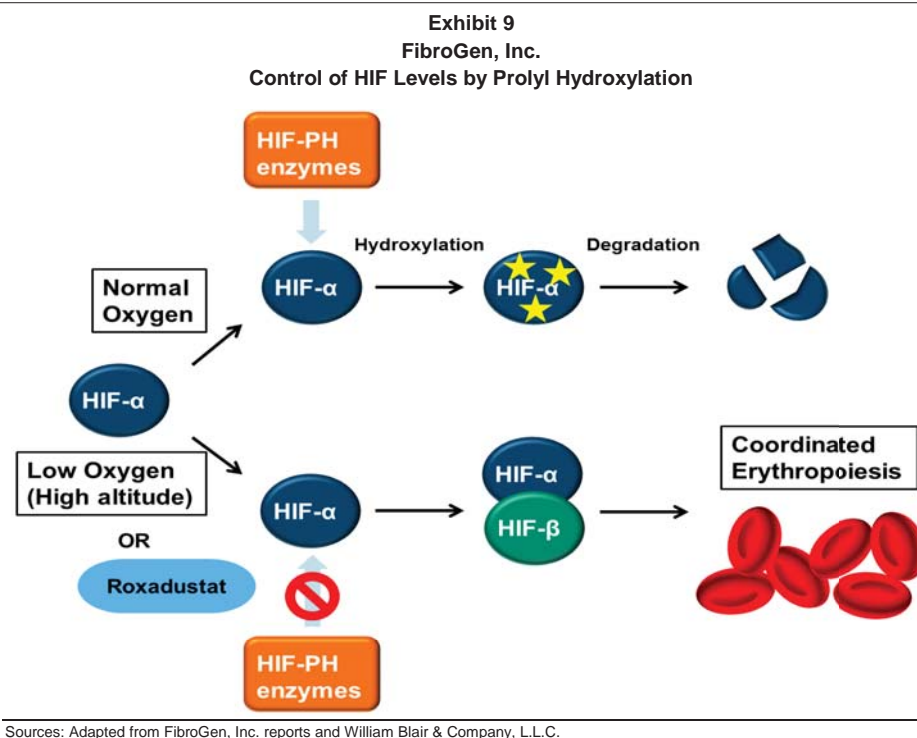 Exhibit 9
FibroGen, Inc.
Control of HIF Levels by Prolyl Hydroxylation
HIF-PH
enzymes
Hydroxylation
Degradation
Normal
Oxygen
HIF-α
HIF-α
HIF-α
HIF-α
Low Oxygen
(High altitude)
OR
Roxadustat
HIF-α
HIF-α
HIF-β
Coordinated
Erythropoiesis
HIF-PH
enzymes
Sources: Adapted from FibroGen, Inc. reports and William Blair & Company, L.L.C.